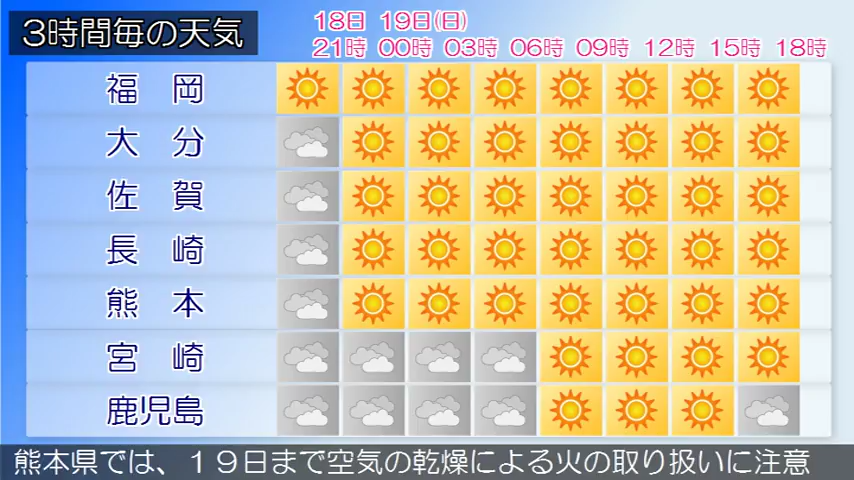 3時間毎の天気
18日 19日(日)
21時 00時 03時 06時 09時 12時 15時 18時
福 岡
大 分
佐 賀
長 崎
熊 本
宮 崎
鹿児島
熊本県では、19日まで空気の乾燥による火の取り扱いに注意